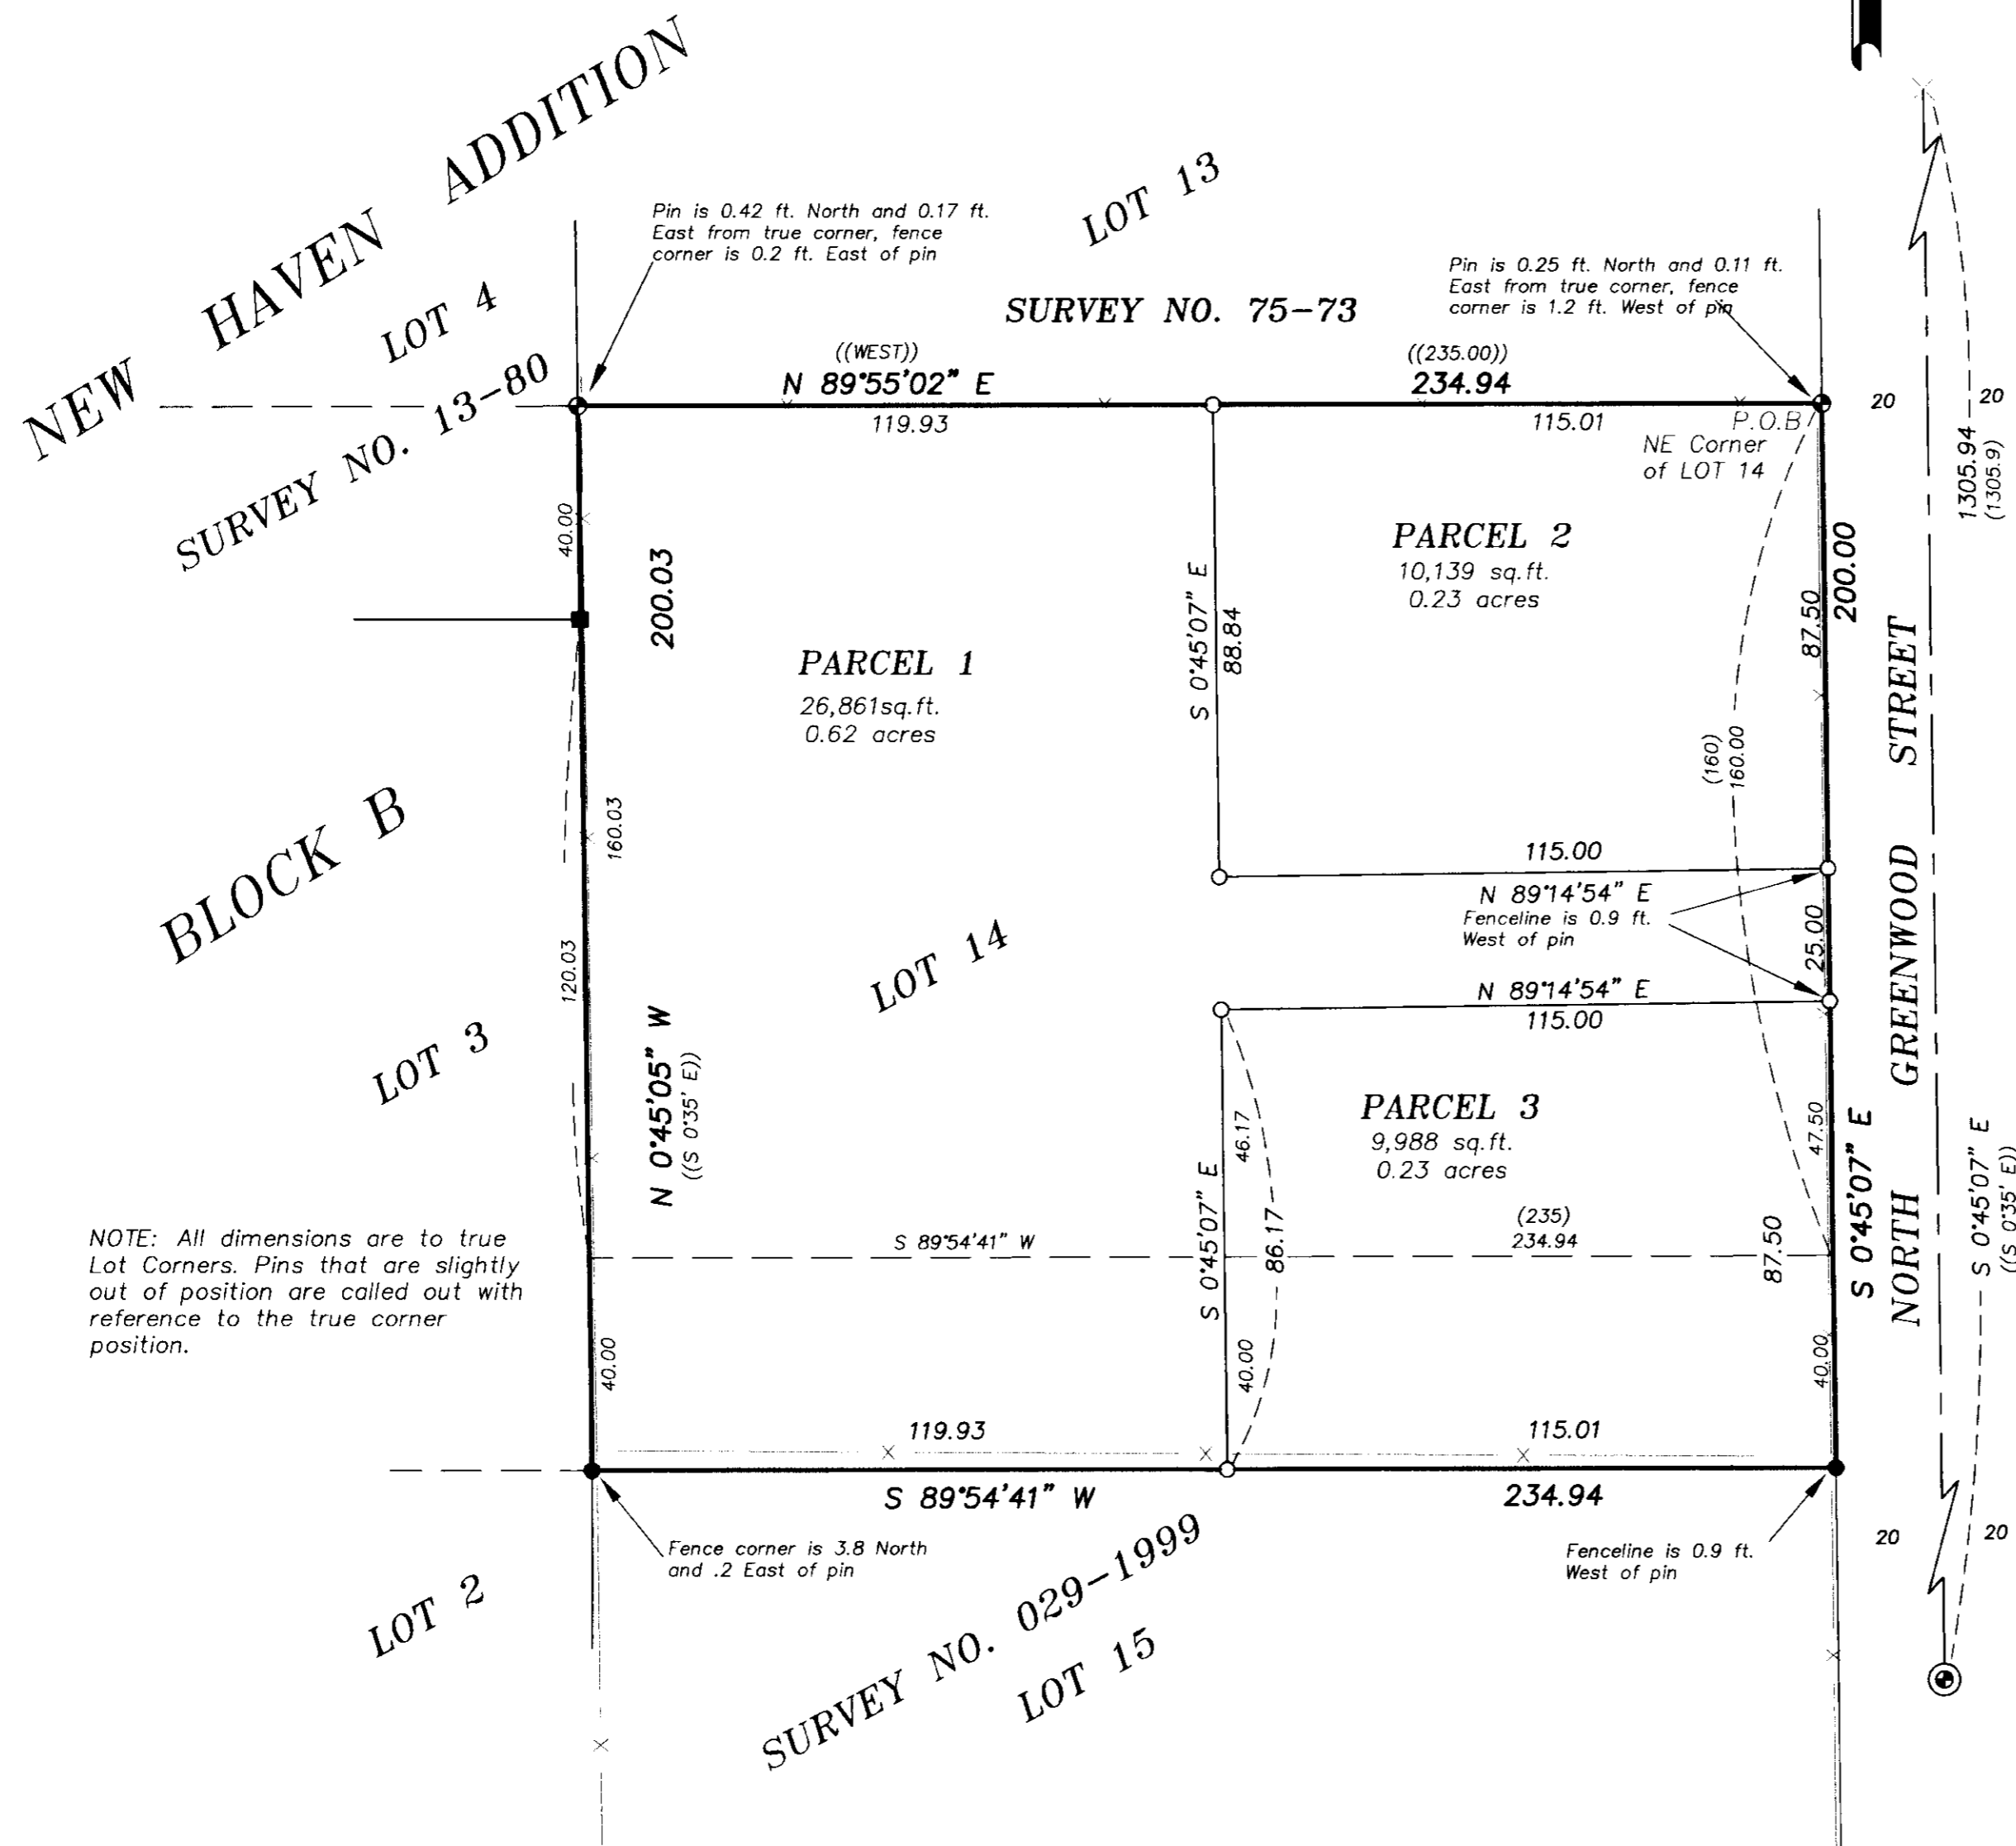 NEW HAVEN ADDITION
LOT 13
Pin is 0.42 ft. North and 0.17 ft.
East from true corner, fence
corner is 0.2 ft. East of pin
Pin is 0.25 ft. North and 0.11 ft.
East from true corner, fence
corner is 1.2 ft. West of pin
LOT 4
SURVEY NO. 13-80
SURVEY NO. 75-73
((WEST))
N 89°55'02" E
((235.00))
234.94
119.93
115.01
P.O.B
NE Corner
of LOT 14
20
20
1305.94
(1305.9)
40.00
200.03
PARCEL 1
26,861sq.ft.
0.62 acres
S 0°45'07" E
88.84
PARCEL 2
10,139 sq.ft.
0.23 acres
87.50
200.00
(160)
160.00
BLOCK B
160.03
120.03
115.00
N 89°14'54" E
Fenceline is 0.9 ft.
West of pin
25.00
LOT 14
N 89°14'54" E
115.00
LOT 3
N 0°45'05" W
((S 0°35' E))
46.17
PARCEL 3
9,988 sq.ft.
0.23 acres
47.50
S 0°45'07" E
86.17
(235)
234.94
87.50
S 0°45'07" E
NORTH GREENWOOD STREET
S 0°45'07" E
((S 0°35' E))
S 89°54'41" W
NOTE: All dimensions are to true
Lot Corners. Pins that are slightly
out of position are called out with
reference to the true corner
position.
40.00
40.00
40.00
119.93
115.01
S 89°54'41" W
234.94
Fence corner is 3.8 North
and .2 East of pin
Fenceline is 0.9 ft.
West of pin
20
20
LOT 2
SURVEY NO. 029-1999
LOT 15